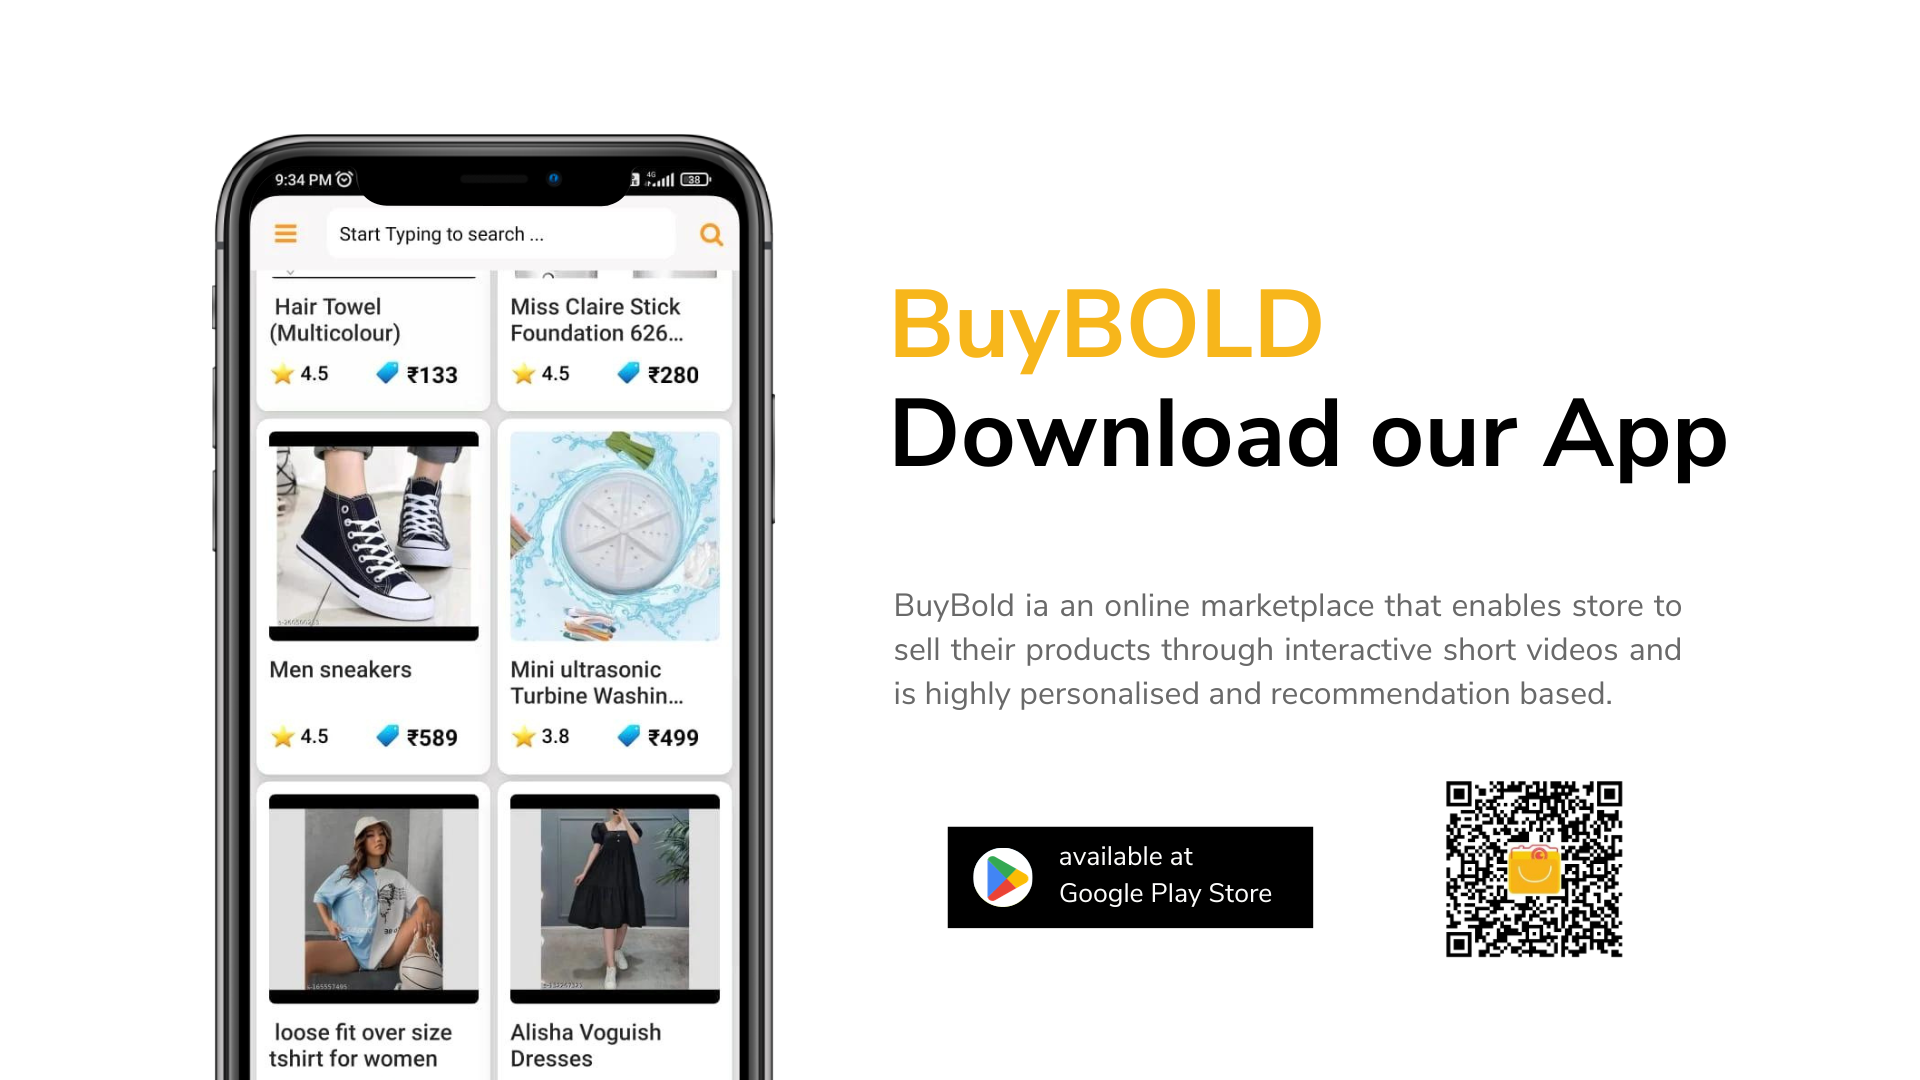 9:34 PM
4G
38
Start Typing to search ...
Hair Towel
(Multicolour)
4.5 ₹133
Miss Claire Stick
Foundation 626...
4.5 ₹280
Men sneakers
4.5 ₹589
Mini ultrasonic
Turbine Washin...
3.8 ₹499
s-165557495
loose fit over size
tshirt for women
Alisha Voguish
Dresses
BuyBOLD
Download our App
BuyBold ia an online marketplace that enables store to
sell their products through interactive short videos and
is highly personalised and recommendation based.
available at
Google Play Store